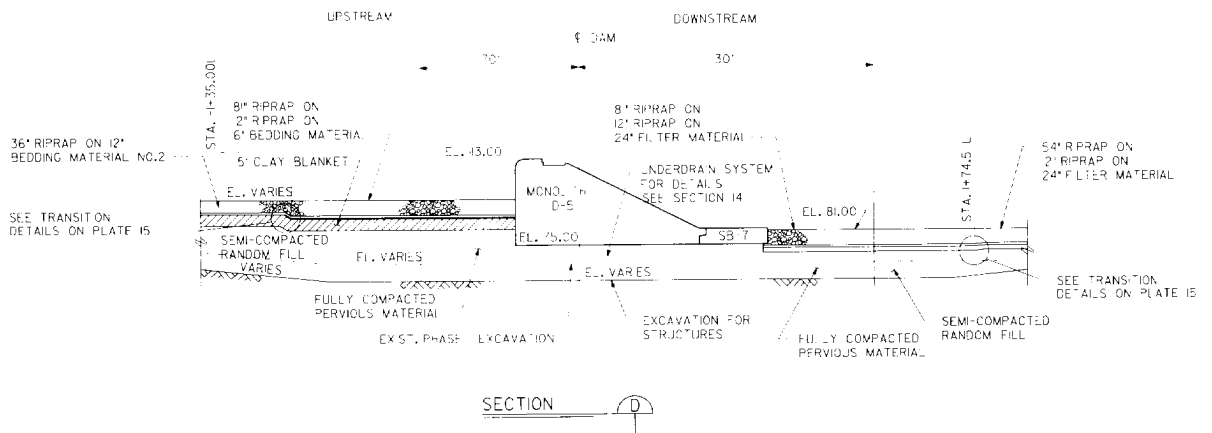 UPSTREAM
DOWNSTREAM
℄ DAM
70'
30'
STA. -1+35.00
81" RIPRAP ON
2" RIPRAP ON
6" BEDDING MATERIAL
36" RIPRAP ON 12"
BEDDING MATERIAL NO.2
5' CLAY BLANKET
EL. VARIES
SEE TRANSITION
DETAILS ON PLATE 15
SEMI-COMPACTED
RANDOM FILL
VARIES
EL. VARIES
FULLY COMPACTED
PERVIOUS MATERIAL
EXIST. PHASE EXCAVATION
EL.
MONOLITH
D-5
EL. 75.00
EL. VARIES
EXCAVATION FOR
STRUCTURES
8" RIPRAP ON
12" RIPRAP ON
24" FILTER MATERIAL
UNDERDRAIN SYSTEM
FOR DETAILS
SEE SECTION 14
SB-7
EL. 81.00
STA. 1+74.5
54" RIPRAP ON
2" RIPRAP ON
24" FILTER MATERIAL
SEE TRANSITION
DETAILS ON PLATE 15
SEMI-COMPACTED
RANDOM FILL
FULLY COMPACTED
PERVIOUS MATERIAL
SECTION D